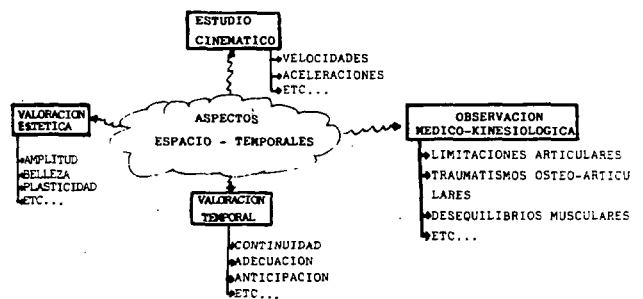 ESTUDIO
CINEMATICO
VELOCIDADES
ACELERACIONES
ETC...
VALORACION
ESTETICA
AMPLITUD
BELLEZA
PLASTICIDAD
ETC...
ASPECTOS
ESPACIO - TEMPORALES
OBSERVACION
MEDICO-KINESIOLOGICA
LIMITACIONES ARTICULARES
TRAUMATISMOS OSTEO-ARTICU
LARES
DESEQUILIBRIOS MUSCULARES
ETC...
VALORACION
TEMPORAL
CONTINUIDAD
ADECUACION
ANTICIPACION
ETC...